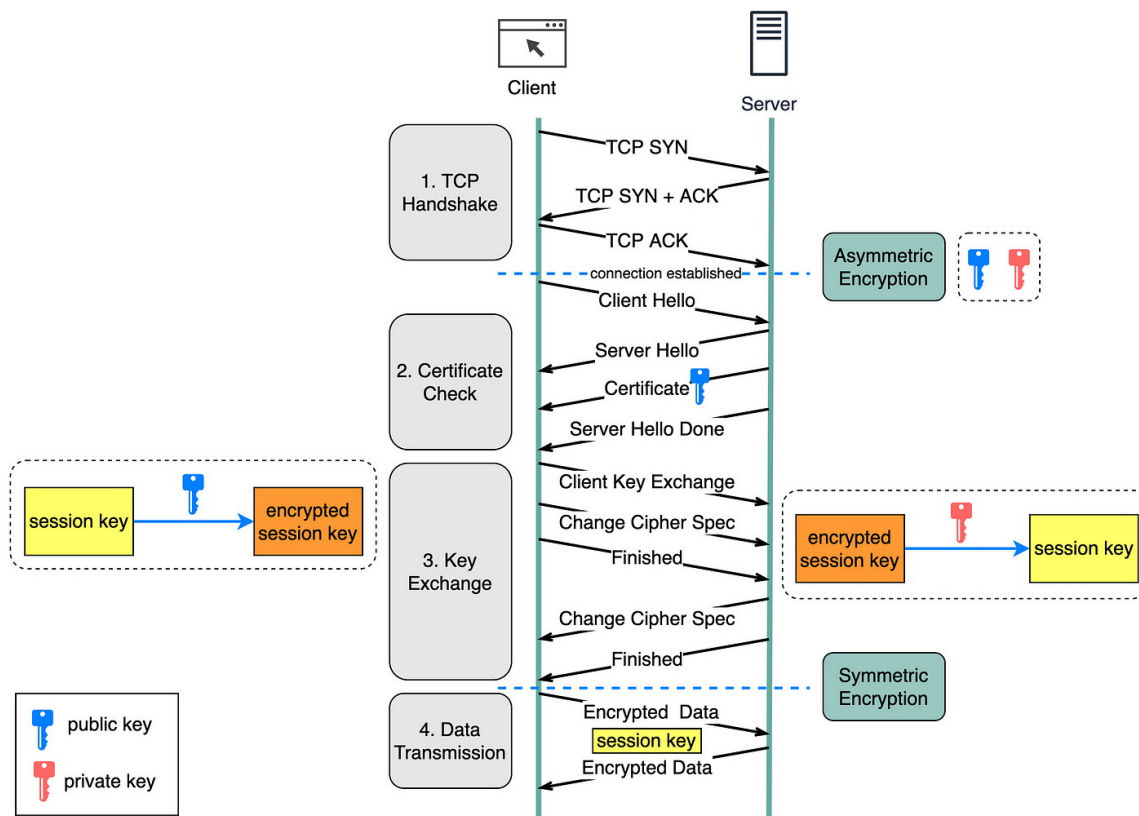 Client
Server
TCP SYN
1. TCP
Handshake
TCP SYN + ACK
TCP ACK
connection established
Asymmetric
Encryption
Client Hello
Server Hello
2. Certificate
Check
Certificate
Server Hello Done
Client Key Exchange
session key
encrypted
session key
Change Cipher Spec
encrypted
session key
session key
Finished
3. Key
Exchange
Change Cipher Spec
Finished
Symmetric
Encryption
Encrypted Data
4. Data
Transmission
session key
Encrypted Data
public key
private key